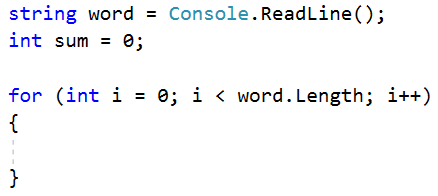 string word = Console.ReadLine();
int sum = 0;
for (int i = 0; i < word.Length; i++)
{
}